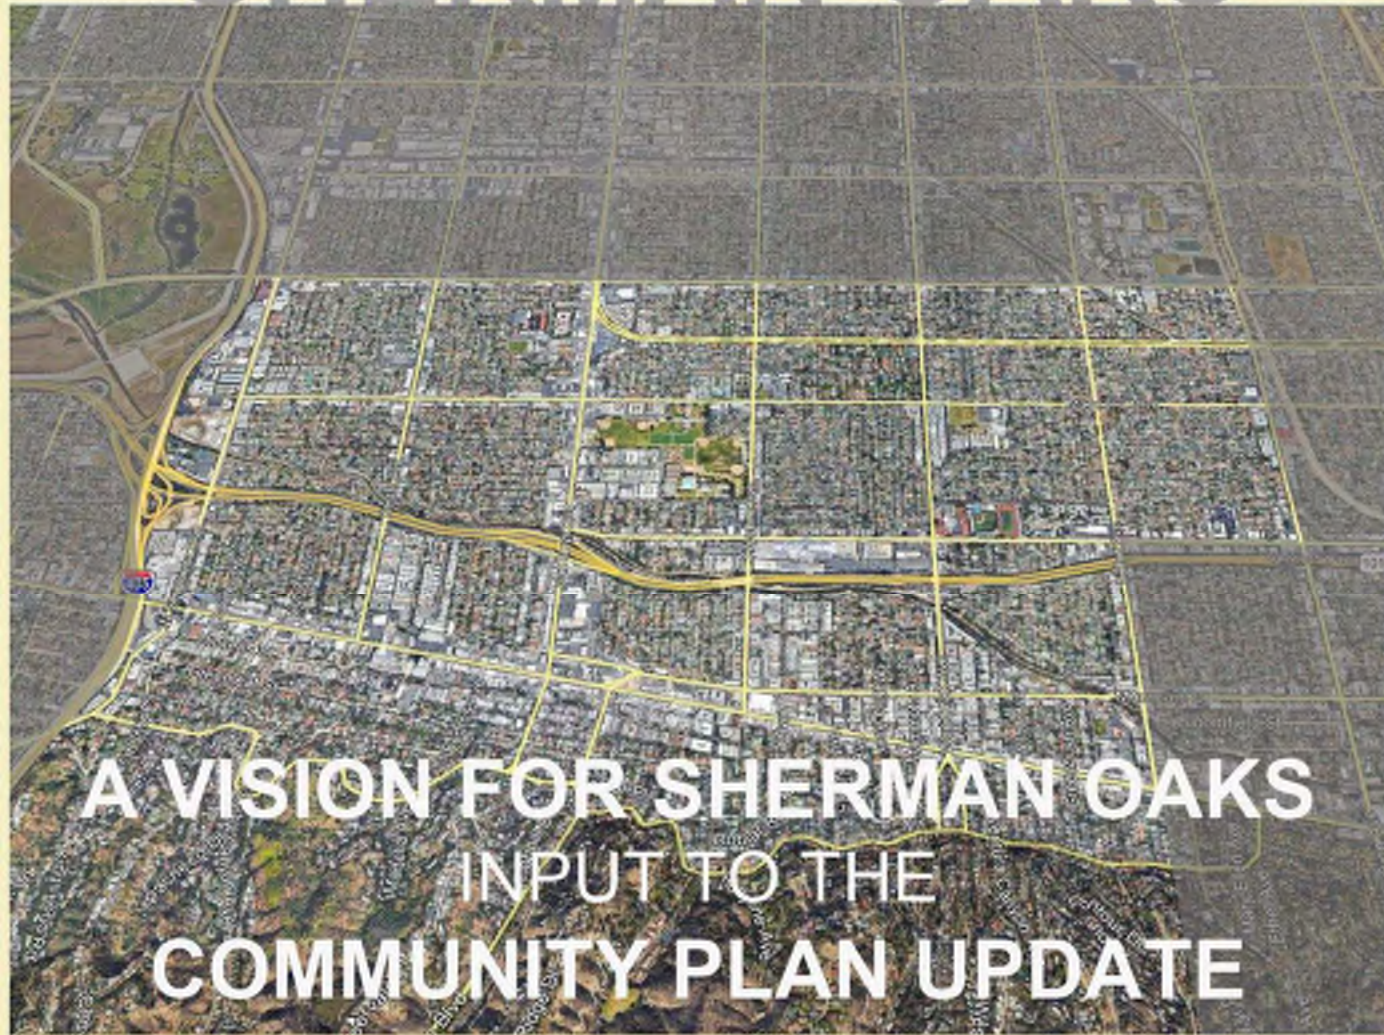 A VISION FOR SHERMAN OAKS
INPUT TO THE
COMMUNITY PLAN UPDATE